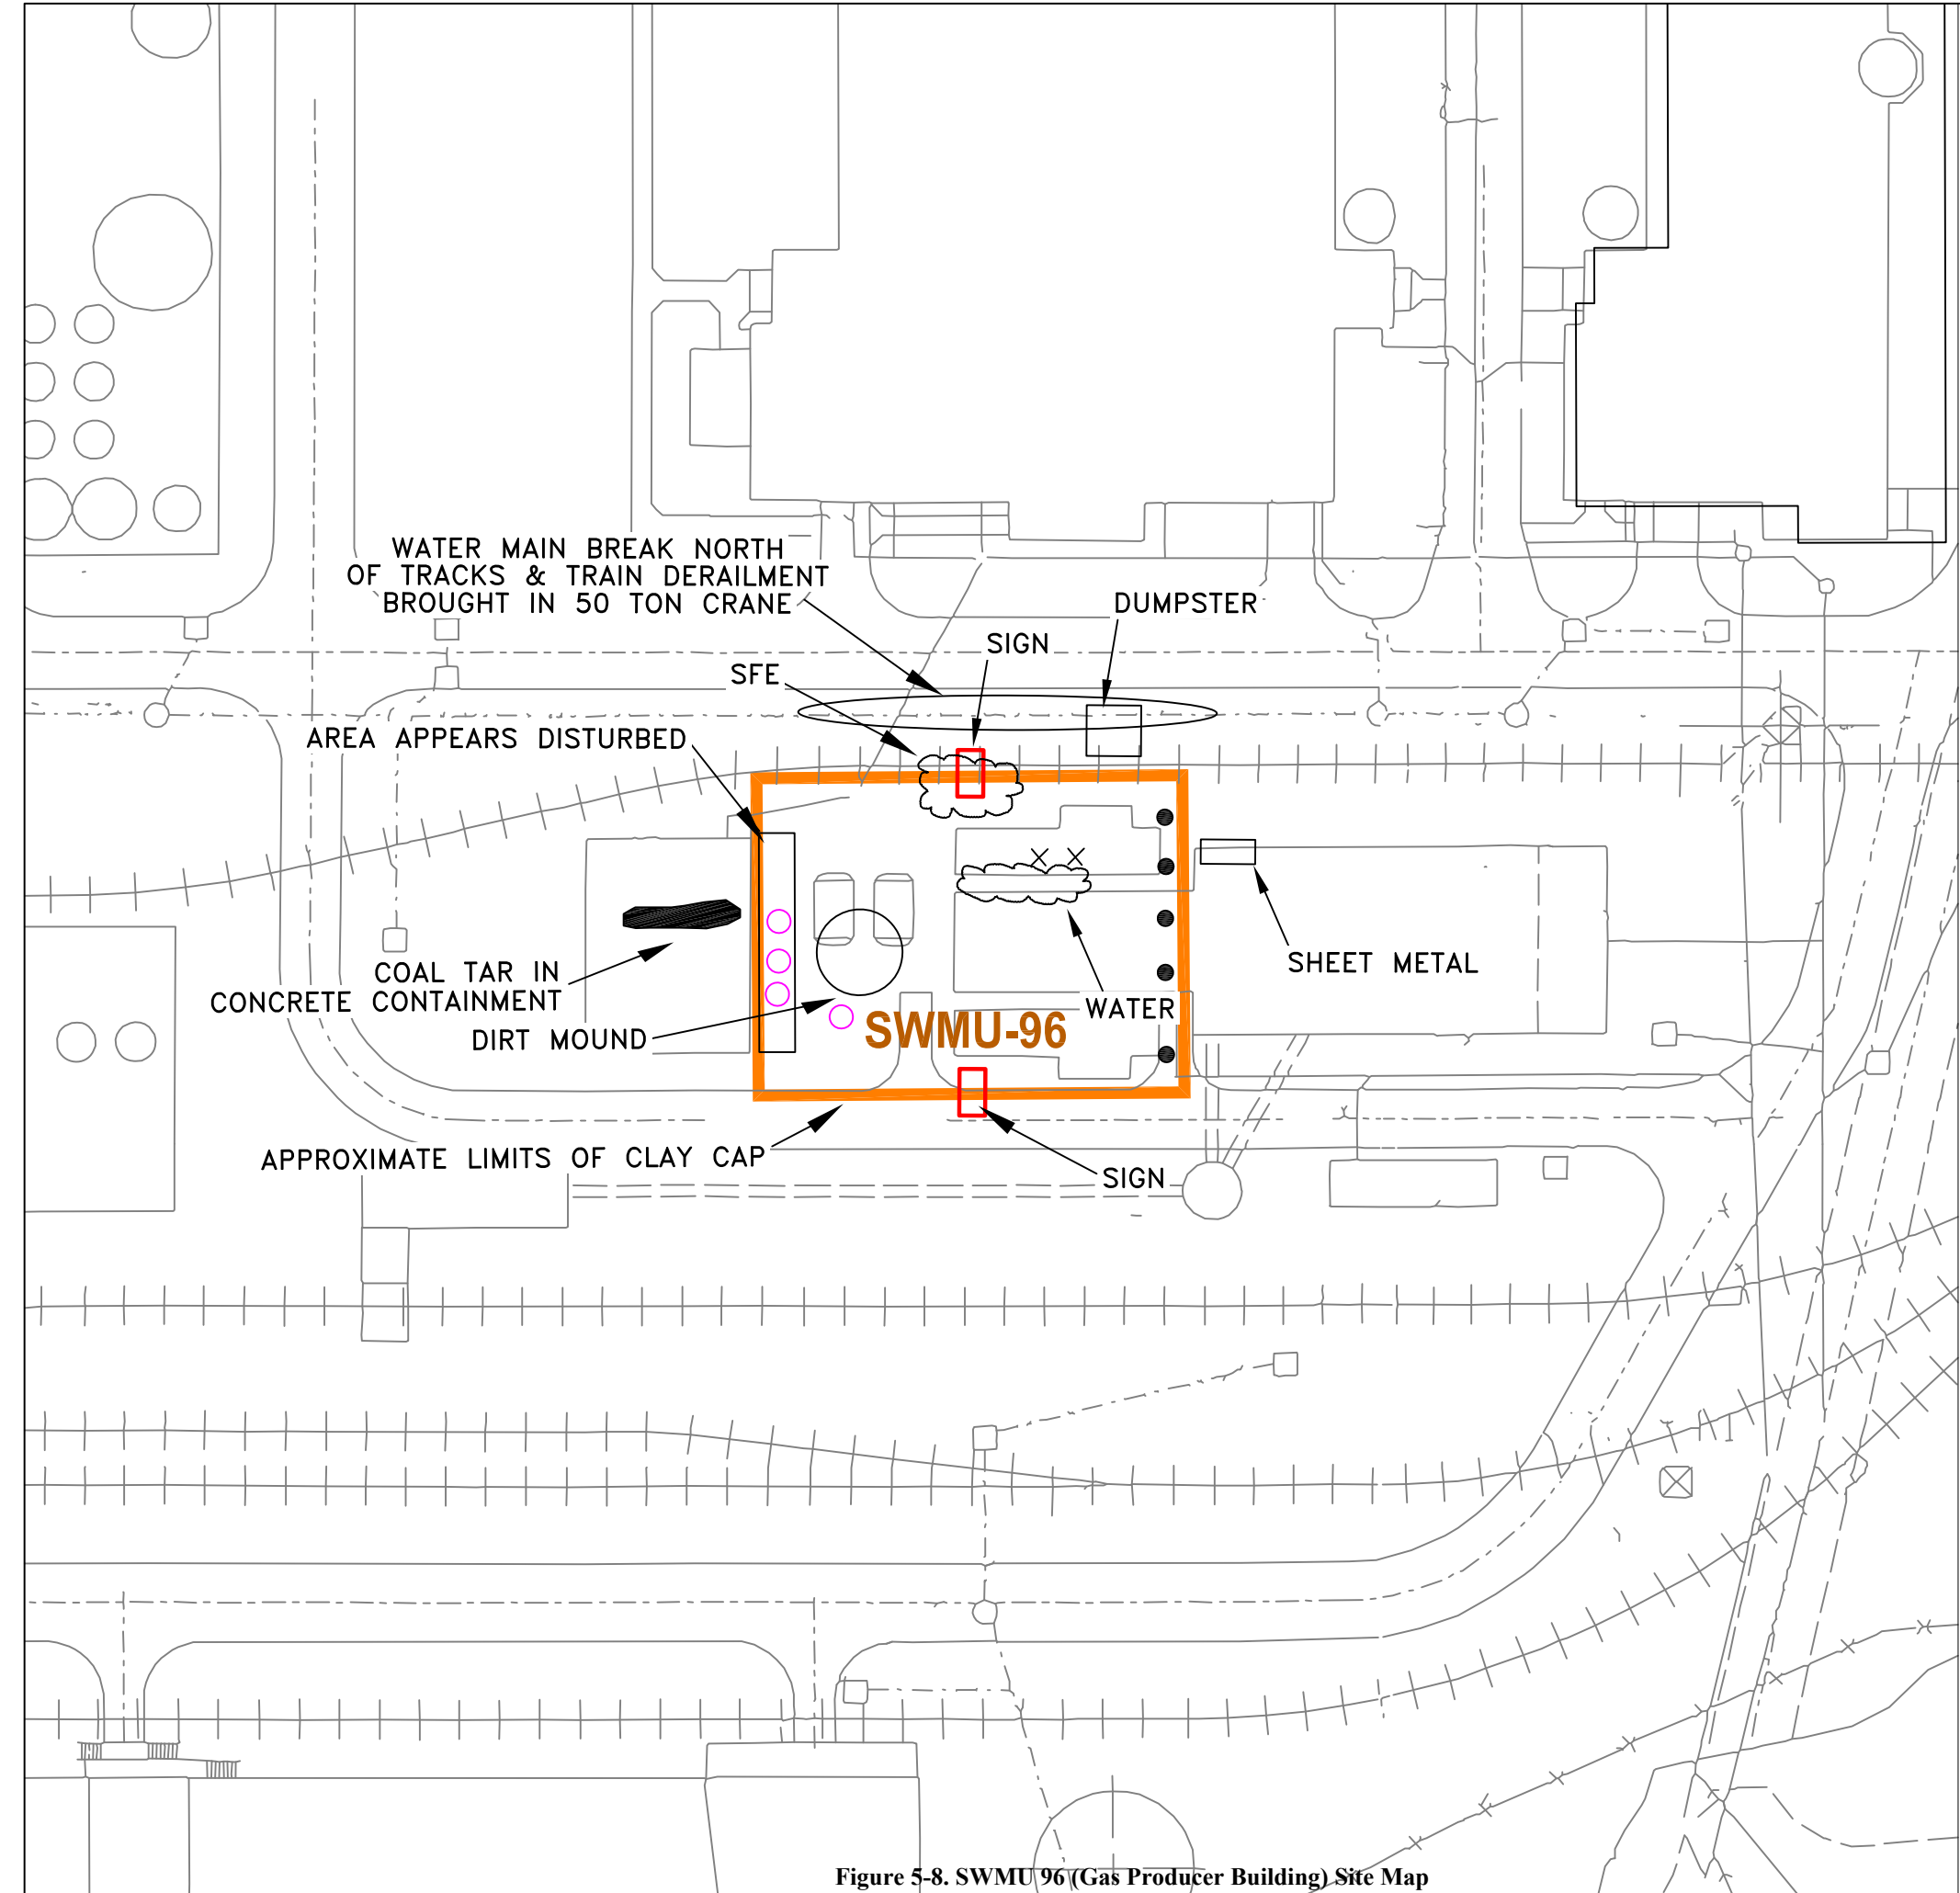 WATER MAIN BREAK NORTH
OF TRACKS & TRAIN DERAILMENT
BROUGHT IN 50 TON CRANE
DUMPSTER
SIGN
SFE
AREA APPEARS DISTURBED
COAL TAR IN
CONCRETE CONTAINMENT
SHEET METAL
WATER
DIRT MOUND
SWMU-96
APPROXIMATE LIMITS OF CLAY CAP
SIGN
Figure 5-8. SWMU 96 (Gas Producer Building) Site Map